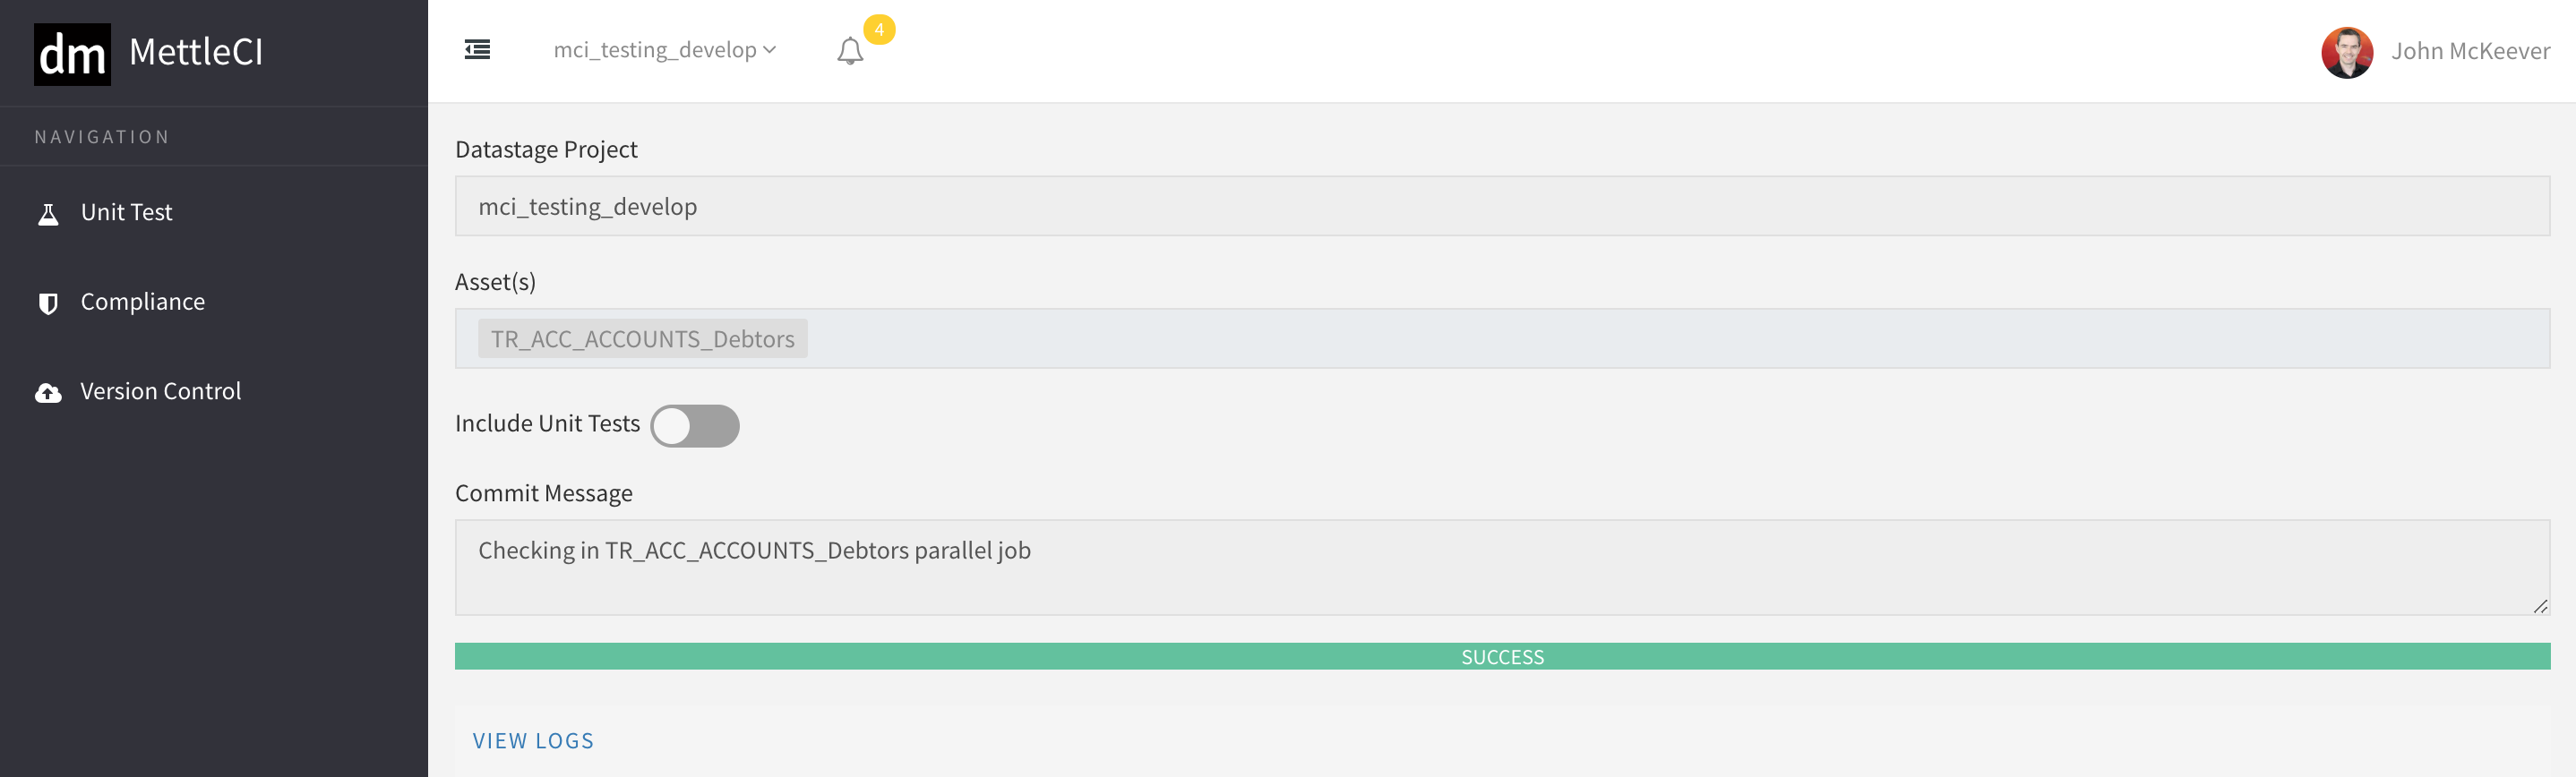 dm MettleCI
mci_testing_develop
4
John McKeever
NAVIGATION
Unit Test
Compliance
Version Control
Datastage Project
mci_testing_develop
Asset(s)
TR_ACC_ACCOUNTS_Debtors
Include Unit Tests
Commit Message
Checking in TR_ACC_ACCOUNTS_Debtors parallel job
SUCCESS
VIEW LOGS